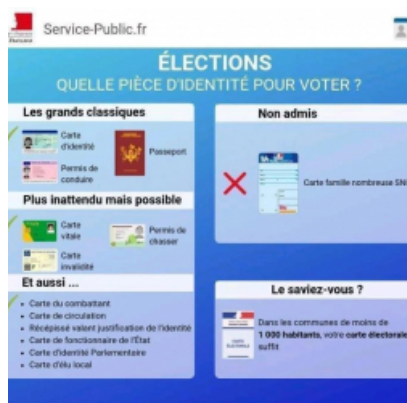 Service-Public.fr
ÉLECTIONS
QUELLE PIÈCE D'IDENTITÉ POUR VOTER ?
Les grands classiques
Carte
d'identité
Passeport
Permis de
conduire
Plus inattendu mais possible
Carte
vitale
Permis de
chasser
Carte
invalidité
Et aussi ...
• Carte du combattant
• Carte de circulation
• Récépissé valant justification de l'identité
• Carte de fonctionnaire de l'État
• Carte d'identité Parlementaire
• Carte d'élu local
Non admis
Carte famille nombreuse
Le saviez-vous ?
Dans les communes de moins de
1 000 habitants, votre carte électorale
suffit